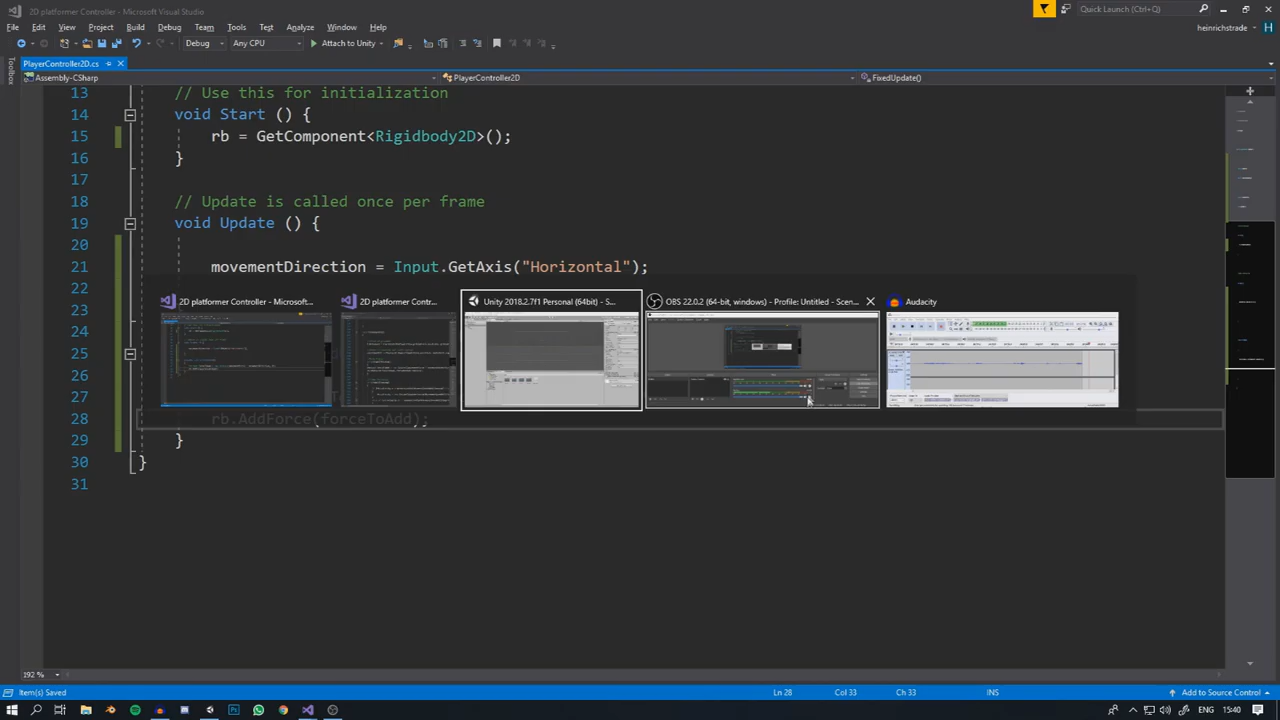 2D platformer Controller - Microsoft Visual Studio
Quick Launch (Ctrl+Q)
File Edit View Project Build Debug Team Tools Test Analyze Window Help
heinrichstrade H
Debug Any CPU Attach to Unity
PlayerController2D.cs
Toolbox
Assembly-CSharp PlayerController2D FixedUpdate()
13 // Use this for initialization
14 void Start () {
15 rb = GetComponent<Rigidbody2D>();
16 }
17
18 // Update is called once per frame
19 void Update () {
20
21 movementDirection = Input.GetAxis("Horizontal");
22
23
24
25
26
27
28 rb.AddForce(forceToAdd);
29 }
30 }
31
2D platformer Controller - Microsoft...
2D platformer Contr...
Unity 2018.2.7f1 Personal (64bit) - S...
OBS 22.0.2 (64-bit, windows) - Profile: Untitled - Scen...
Audacity
192 %
Item(s) Saved Ln 28 Col 33 Ch 33 INS Add to Source Control
ENG 15:40